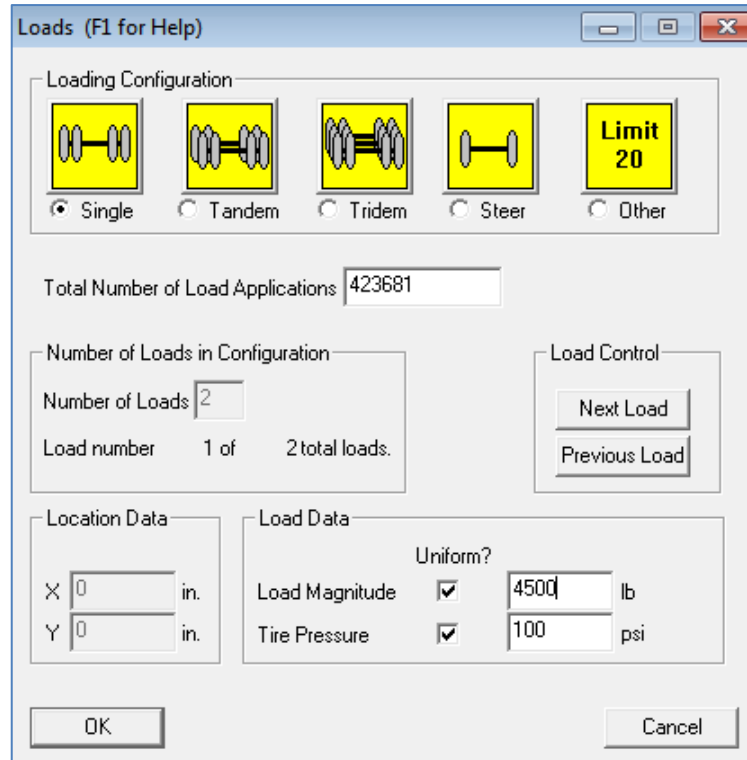 Loads (F1 for Help)
Loading Configuration
Limit
20
Single Tandem Tridem Steer Other
Total Number of Load Applications 423681
Number of Loads in Configuration
Number of Loads 2
Load number 1 of 2 total loads.
Load Control
Next Load
Previous Load
Location Data
X 0 in.
Y 0 in.
Load Data
Uniform?
Load Magnitude 4500 lb
Tire Pressure 100 psi
OK
Cancel